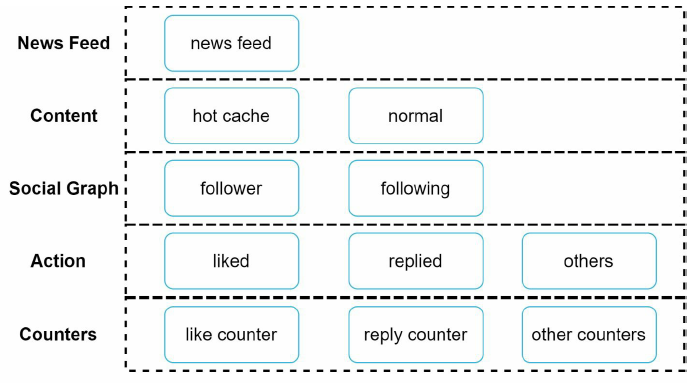 News Feed
news feed
Content
hot cache
normal
Social Graph
follower
following
Action
liked
replied
others
Counters
like counter
reply counter
other counters